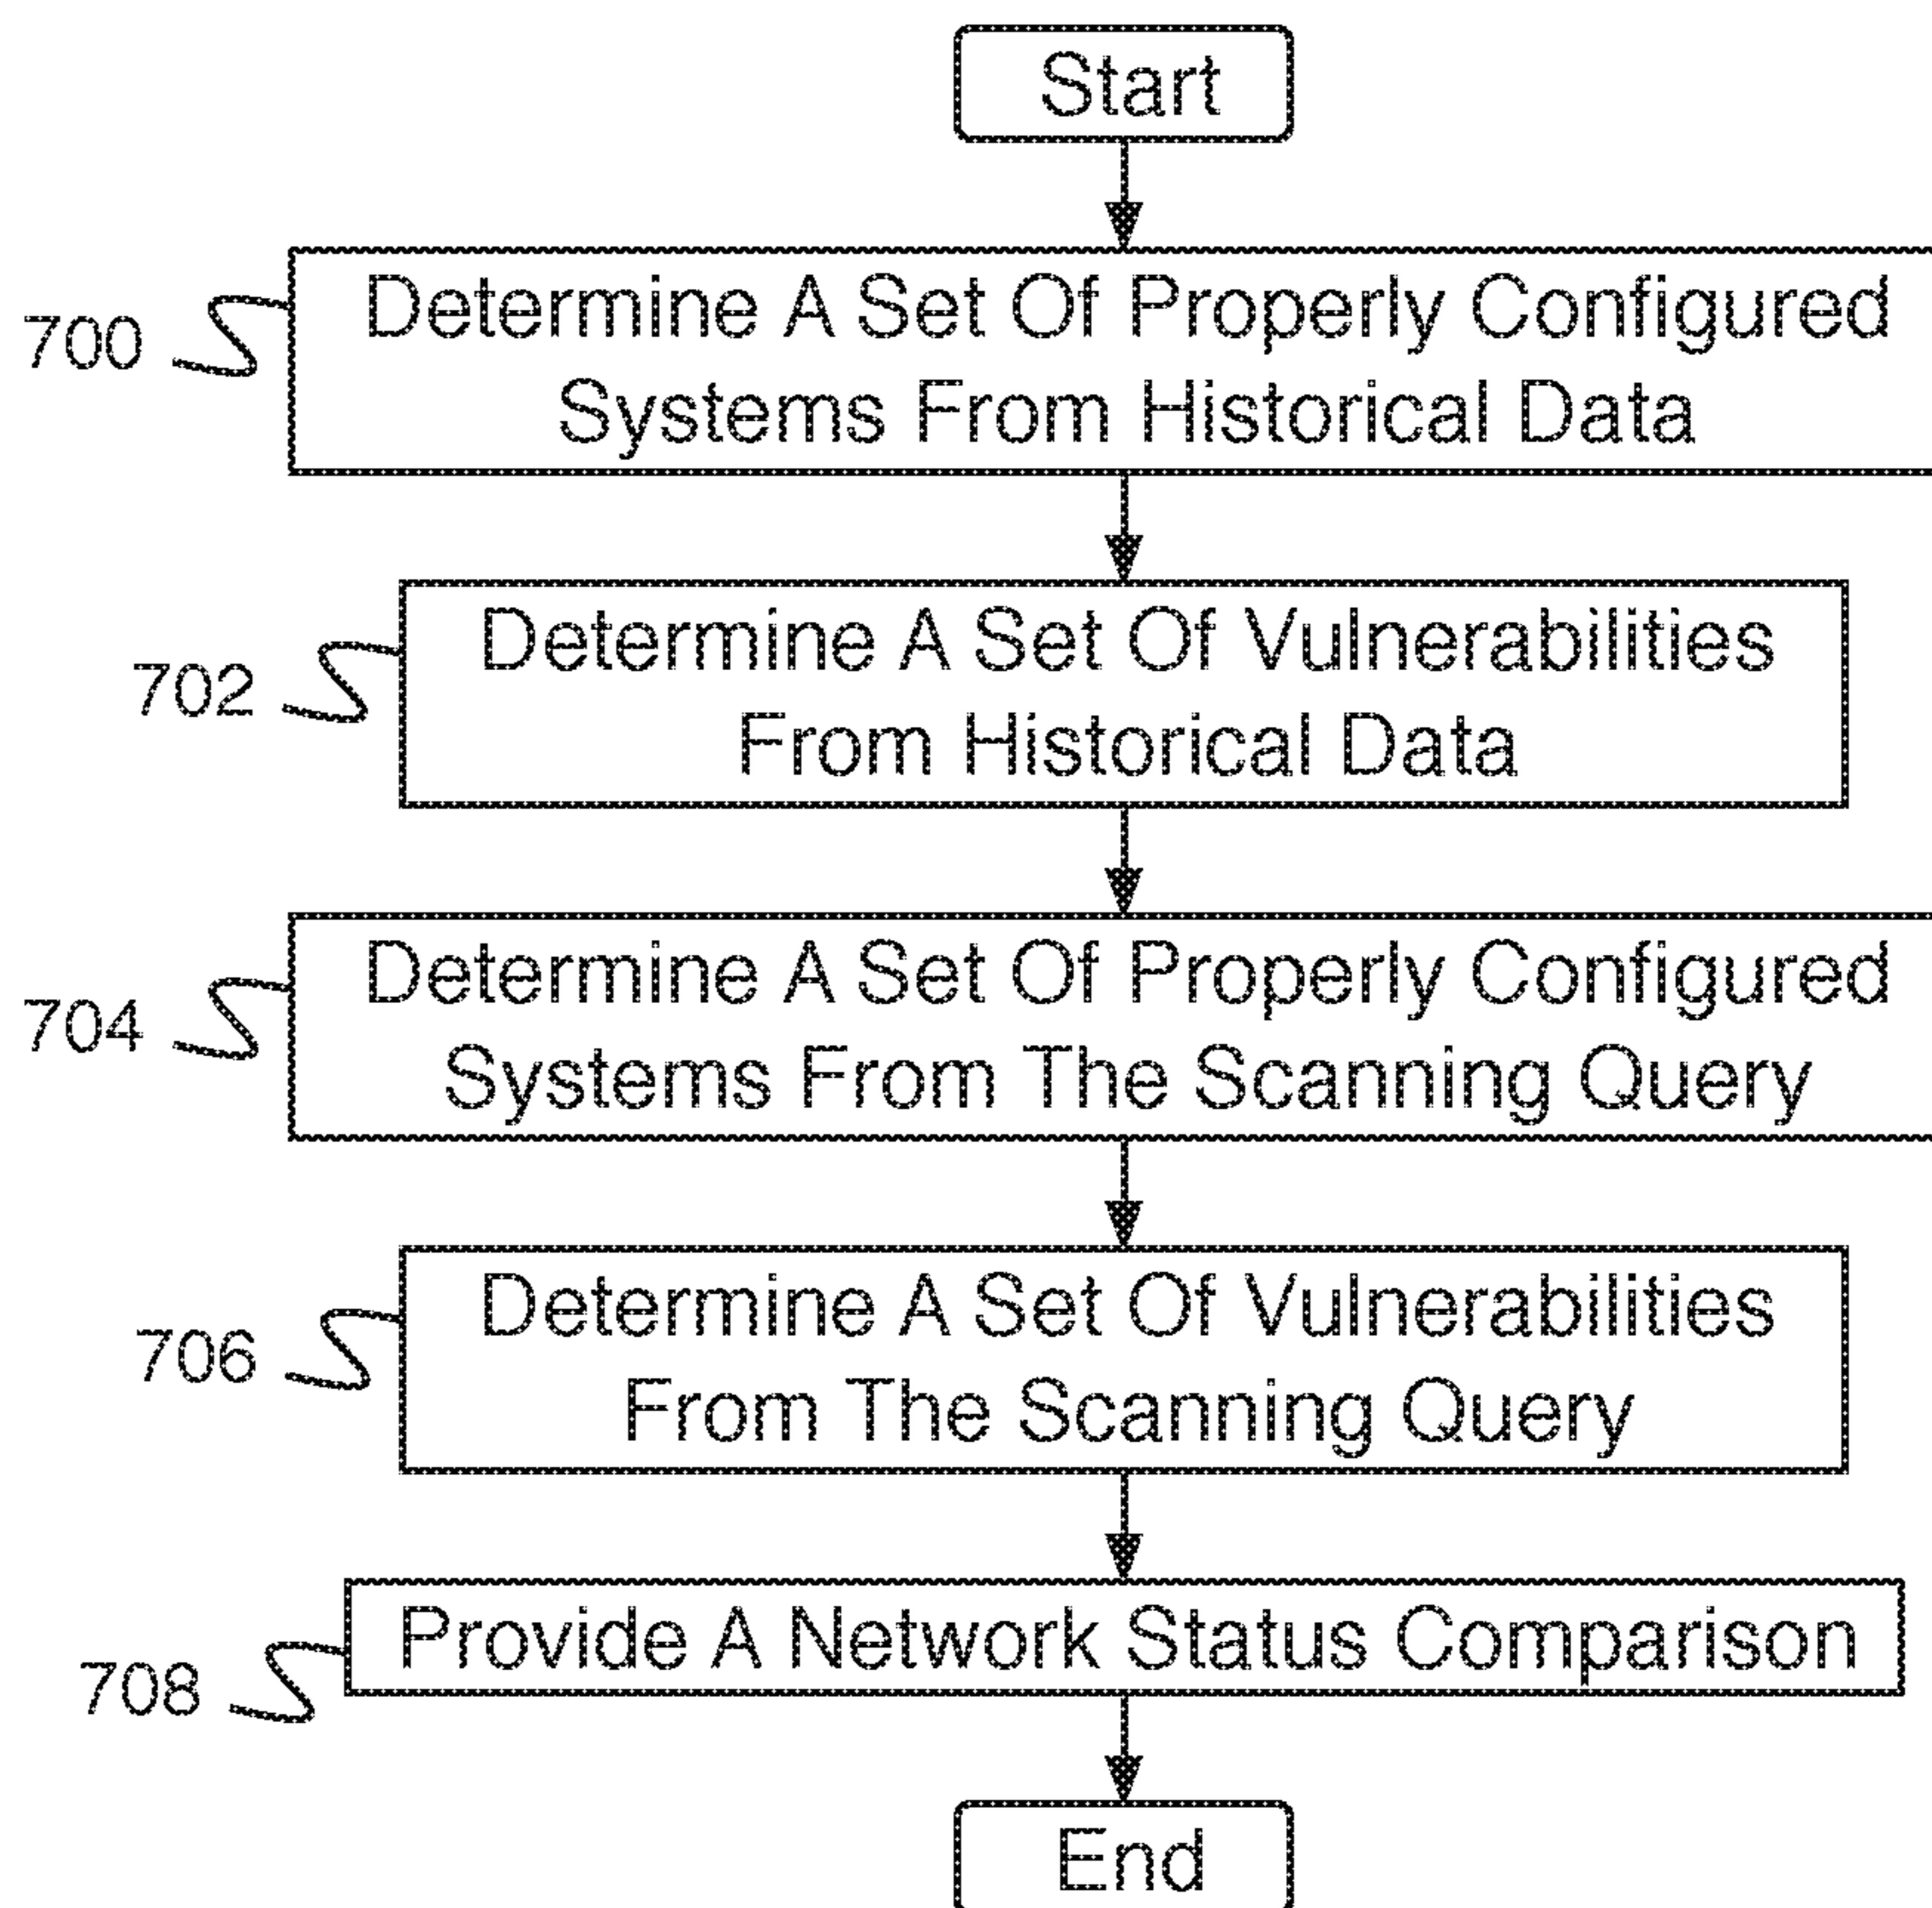 Start
700
Determine A Set Of Properly Configured
Systems From Historical Data
702
Determine A Set Of Vulnerabilities
From Historical Data
704
Determine A Set Of Properly Configured
Systems From The Scanning Query
706
Determine A Set Of Vulnerabilities
From The Scanning Query
708
Provide A Network Status Comparison
End